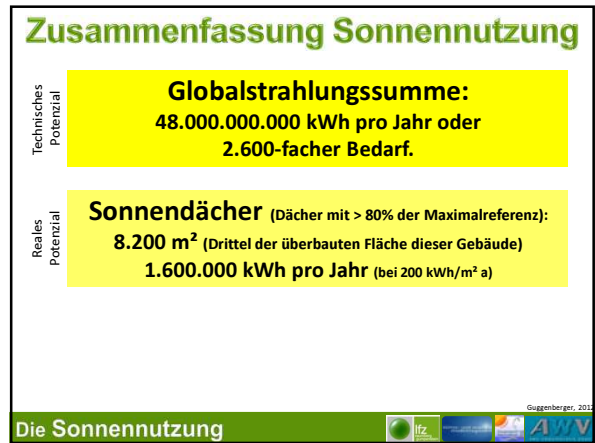 Zusammenfassung Sonnennutzung
Technisches
Potenzial
Globalstrahlungssumme:
48.000.000.000 kWh pro Jahr oder
2.600-facher Bedarf.
Reales
Potenzial
Sonnendächer (Dächer mit > 80% der Maximalreferenz):
8.200 m² (Drittel der überbauten Fläche dieser Gebäude)
1.600.000 kWh pro Jahr (bei 200 kWh/m² a)
Guggenberger, 2012
Die Sonnennutzung
lfz
AWV